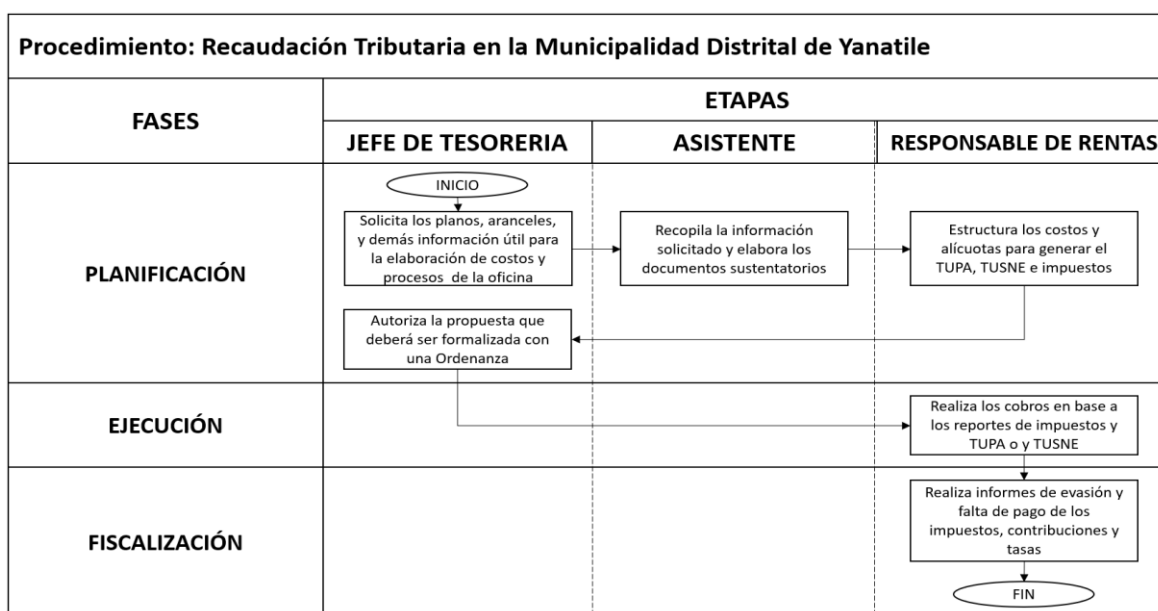 Procedimiento: Recaudación Tributaria en la Municipalidad Distrital de Yanatile
FASES
ETAPAS
JEFE DE TESORERIA
ASISTENTE
RESPONSABLE DE RENTAS
PLANIFICACIÓN
INICIO
Solicita los planos, aranceles,
y demás información útil para
la elaboración de costos y
procesos de la oficina
Recopila la información
solicitado y elabora los
documentos sustentatorios
Estructura los costos y
alícuotas para generar el
TUPA, TUSNE e impuestos
Autoriza la propuesta que
deberá ser formalizada con
una Ordenanza
EJECUCIÓN
Realiza los cobros en base a
los reportes de impuestos y
TUPA o y TUSNE
FISCALIZACIÓN
Realiza informes de evasión y
falta de pago de los
impuestos, contribuciones y
tasas
FIN